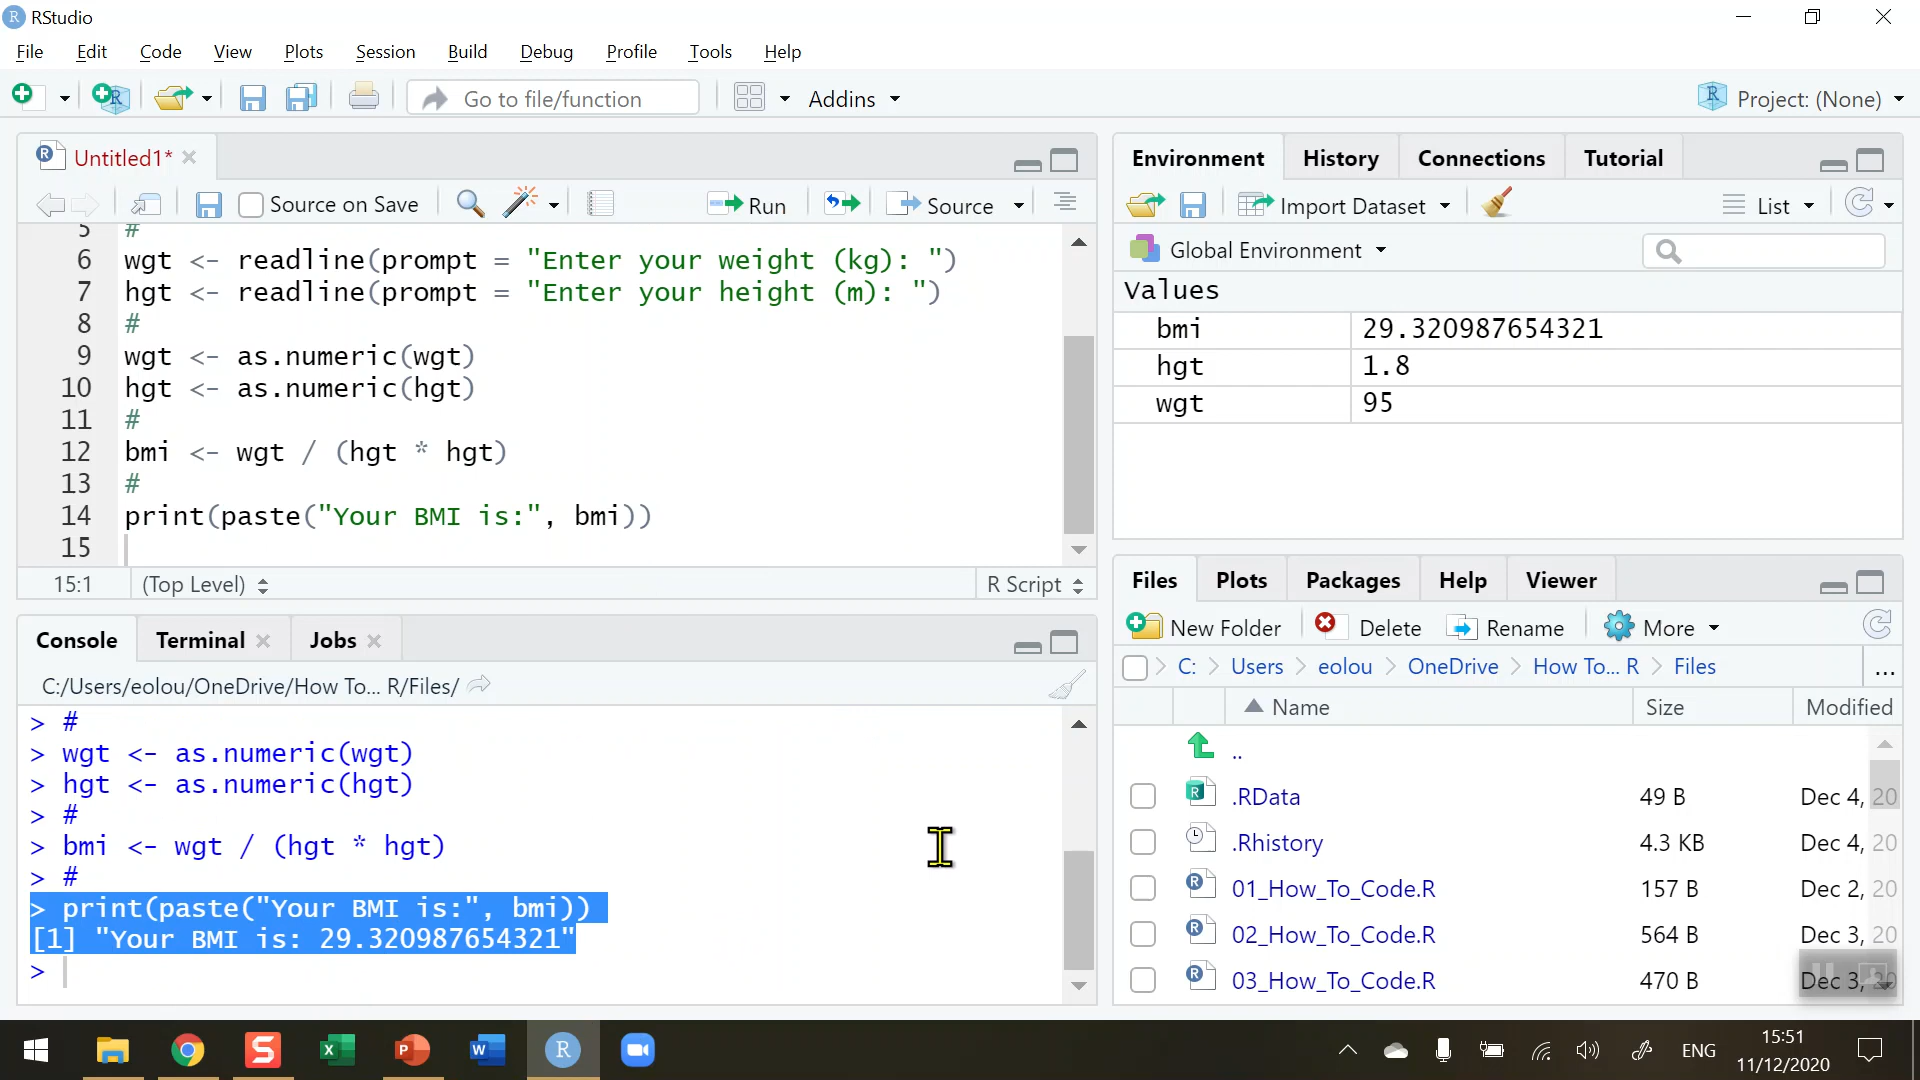 RStudio
File Edit Code View Plots Session Build Debug Profile Tools Help
Go to file/function Addins Project: (None)
Untitled1*
Source on Save Run Source
5 #
6 wgt <- readline(prompt = "Enter your weight (kg): ")
7 hgt <- readline(prompt = "Enter your height (m): ")
8 #
9 wgt <- as.numeric(wgt)
10 hgt <- as.numeric(hgt)
11 #
12 bmi <- wgt / (hgt * hgt)
13 #
14 print(paste("Your BMI is:", bmi))
15
15:1 (Top Level) R Script
Console Terminal Jobs
C:/Users/eolou/OneDrive/How To... R/Files/
> #
> wgt <- as.numeric(wgt)
> hgt <- as.numeric(hgt)
> #
> bmi <- wgt / (hgt * hgt)
> #
> print(paste("Your BMI is:", bmi))
[1] "Your BMI is: 29.320987654321"
>
Environment History Connections Tutorial
Import Dataset List
Global Environment
Values
bmi 29.320987654321
hgt 1.8
wgt 95
Files Plots Packages Help Viewer
New Folder Delete Rename More
C: > Users > eolou > OneDrive > How To... R > Files ...
Name Size Modified
..
.RData 49 B Dec 4, 20
.Rhistory 4.3 KB Dec 4, 20
01_How_To_Code.R 157 B Dec 2, 20
02_How_To_Code.R 564 B Dec 3, 20
03_How_To_Code.R 470 B Dec 3, 20
ENG
15:51
11/12/2020